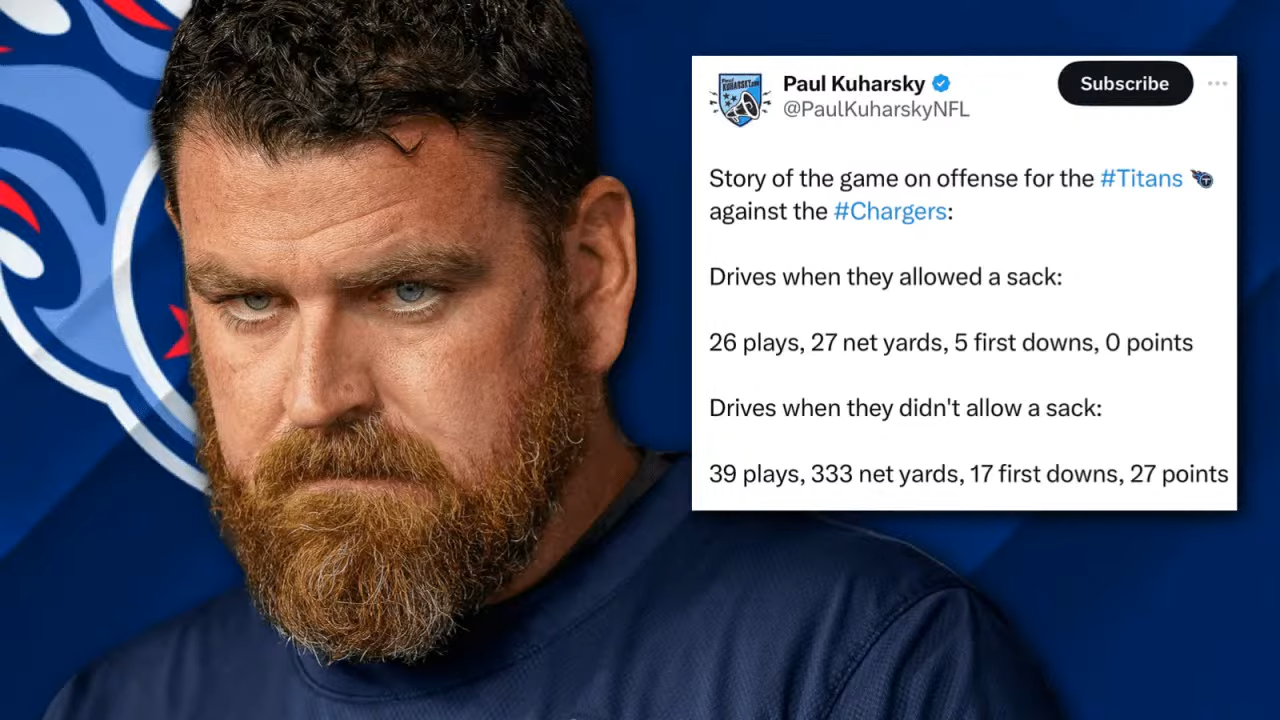 Paul Kuharsky
@PaulKuharskyNFL
Subscribe
Story of the game on offense for the #Titans
against the #Chargers:
Drives when they allowed a sack:
26 plays, 27 net yards, 5 first downs, 0 points
Drives when they didn't allow a sack:
39 plays, 333 net yards, 17 first downs, 27 points